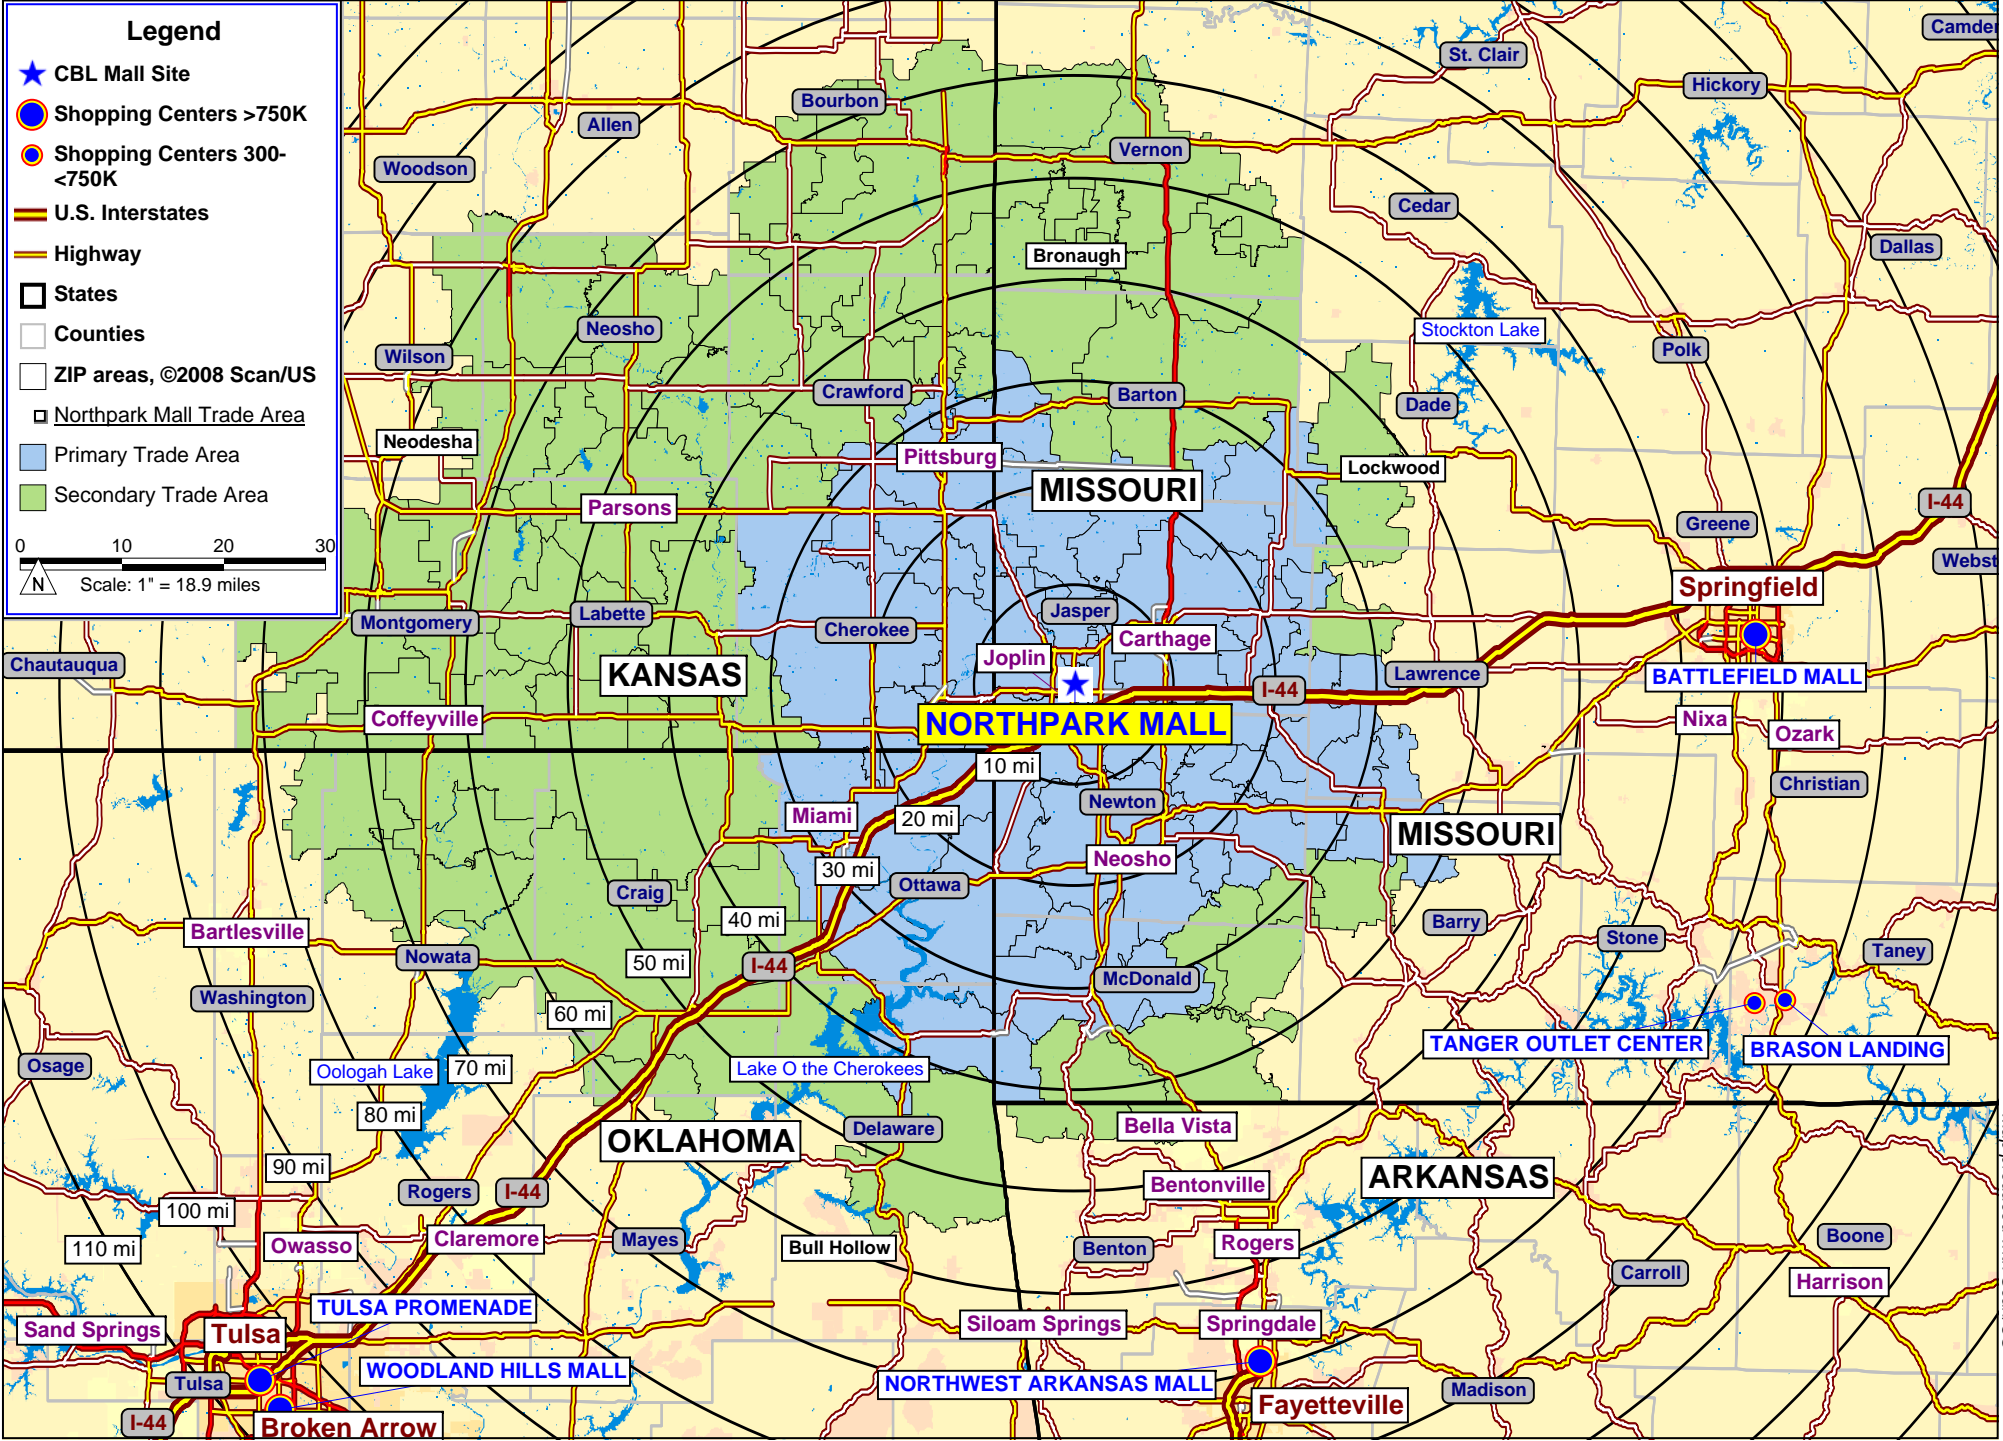 Legend
CBL Mall Site
Shopping Centers >750K
Shopping Centers 300-
<750K
U.S. Interstates
Highway
States
Counties
ZIP areas, ©2008 Scan/US
Northpark Mall Trade Area
Primary Trade Area
Secondary Trade Area
0 10 20 30
N Scale: 1" = 18.9 miles
Camden
St. Clair
Hickory
Bourbon
Allen
Vernon
Woodson
Cedar
Dallas
Bronaugh
Neosho
Stockton Lake
Wilson
Polk
Crawford
Barton
Dade
Neodesha
Pittsburg
Lockwood
MISSOURI
I-44
Parsons
Greene
Webst
Springfield
Jasper
Labette
Montgomery
Cherokee
Carthage
Joplin
Chautauqua
KANSAS
Lawrence
BATTLEFIELD MALL
I-44
Coffeyville
NORTHPARK MALL
Nixa
Ozark
10 mi
Christian
Newton
Miami
20 mi
MISSOURI
Neosho
30 mi
Ottawa
Craig
40 mi
Barry
Bartlesville
Stone
Taney
Nowata
50 mi
I-44
McDonald
Washington
60 mi
TANGER OUTLET CENTER
BRASON LANDING
Osage
Oologah Lake
70 mi
Lake O the Cherokees
80 mi
Delaware
Bella Vista
OKLAHOMA
90 mi
ARKANSAS
Rogers
I-44
Bentonville
100 mi
Boone
Claremore
Mayes
Owasso
110 mi
Bull Hollow
Benton
Rogers
Carroll
Harrison
TULSA PROMENADE
Sand Springs
Tulsa
Siloam Springs
Springdale
WOODLAND HILLS MALL
Tulsa
NORTHWEST ARKANSAS MALL
Madison
Fayetteville
I-44
Broken Arrow